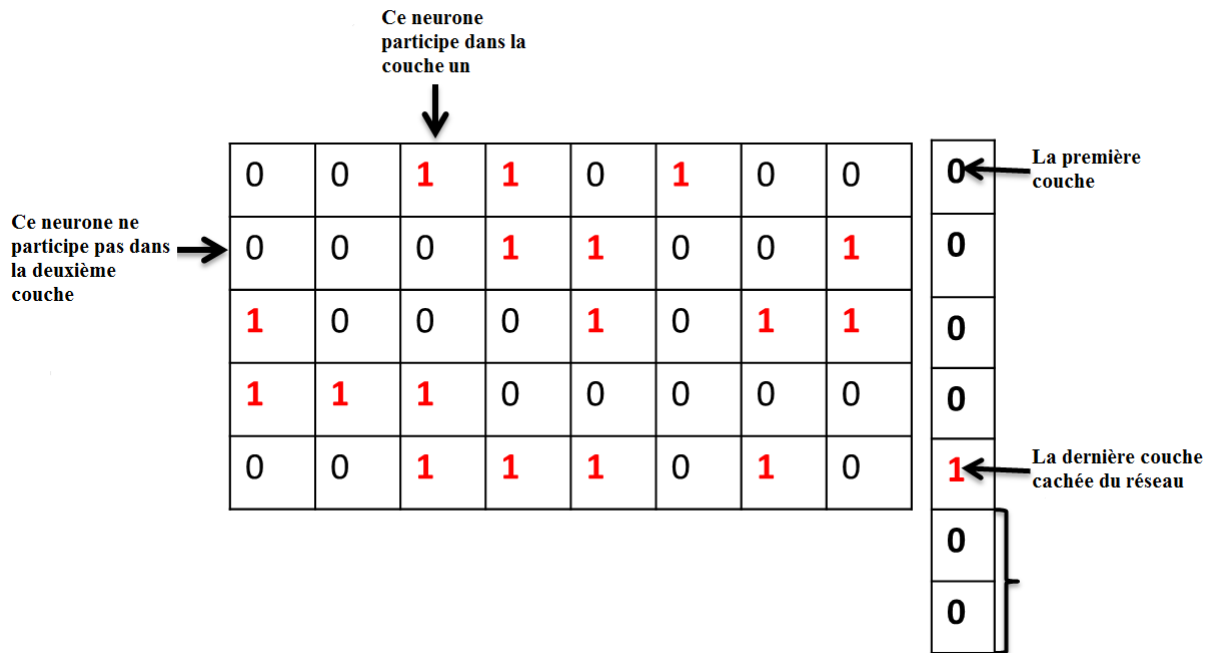 Ce neurone
participe dans la
couche un
0 0 1 1 0 1 0 0 0
La première
couche
Ce neurone ne
participe pas dans
la deuxième
couche
0 0 0 1 1 0 0 1 0
1 0 0 0 1 0 1 1 0
1 1 1 0 0 0 0 0 0
0 0 1 1 1 0 1 0 1
La dernière couche
cachée du réseau
0
0